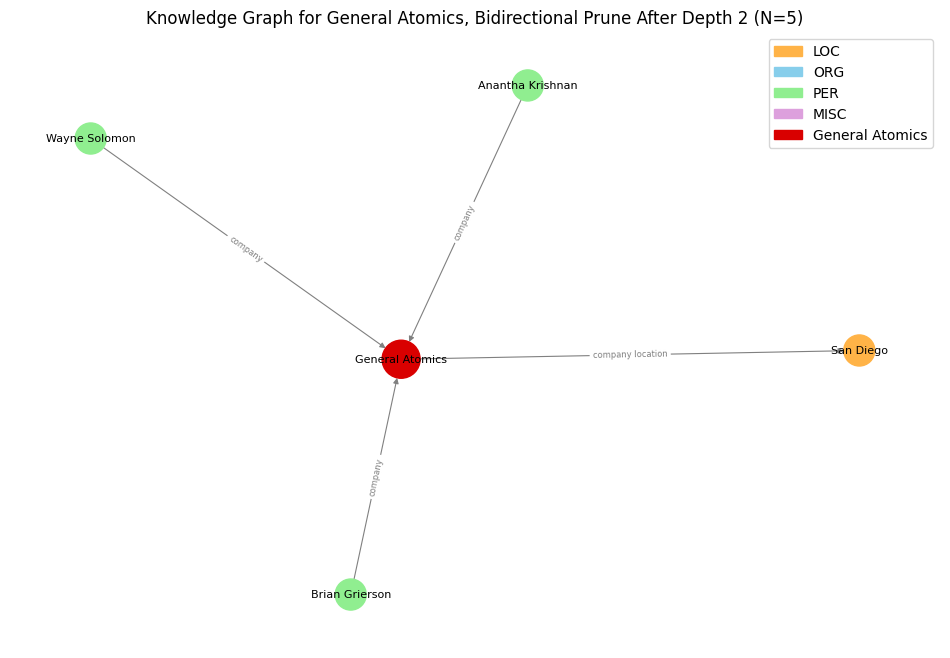 Knowledge Graph for General Atomics, Bidirectional Prune After Depth 2 (N=5)
LOC
ORG
PER
MISC
General Atomics
Anantha Krishnan
Wayne Solomon
company
company
General Atomics
company location
San Diego
company
Brian Grierson